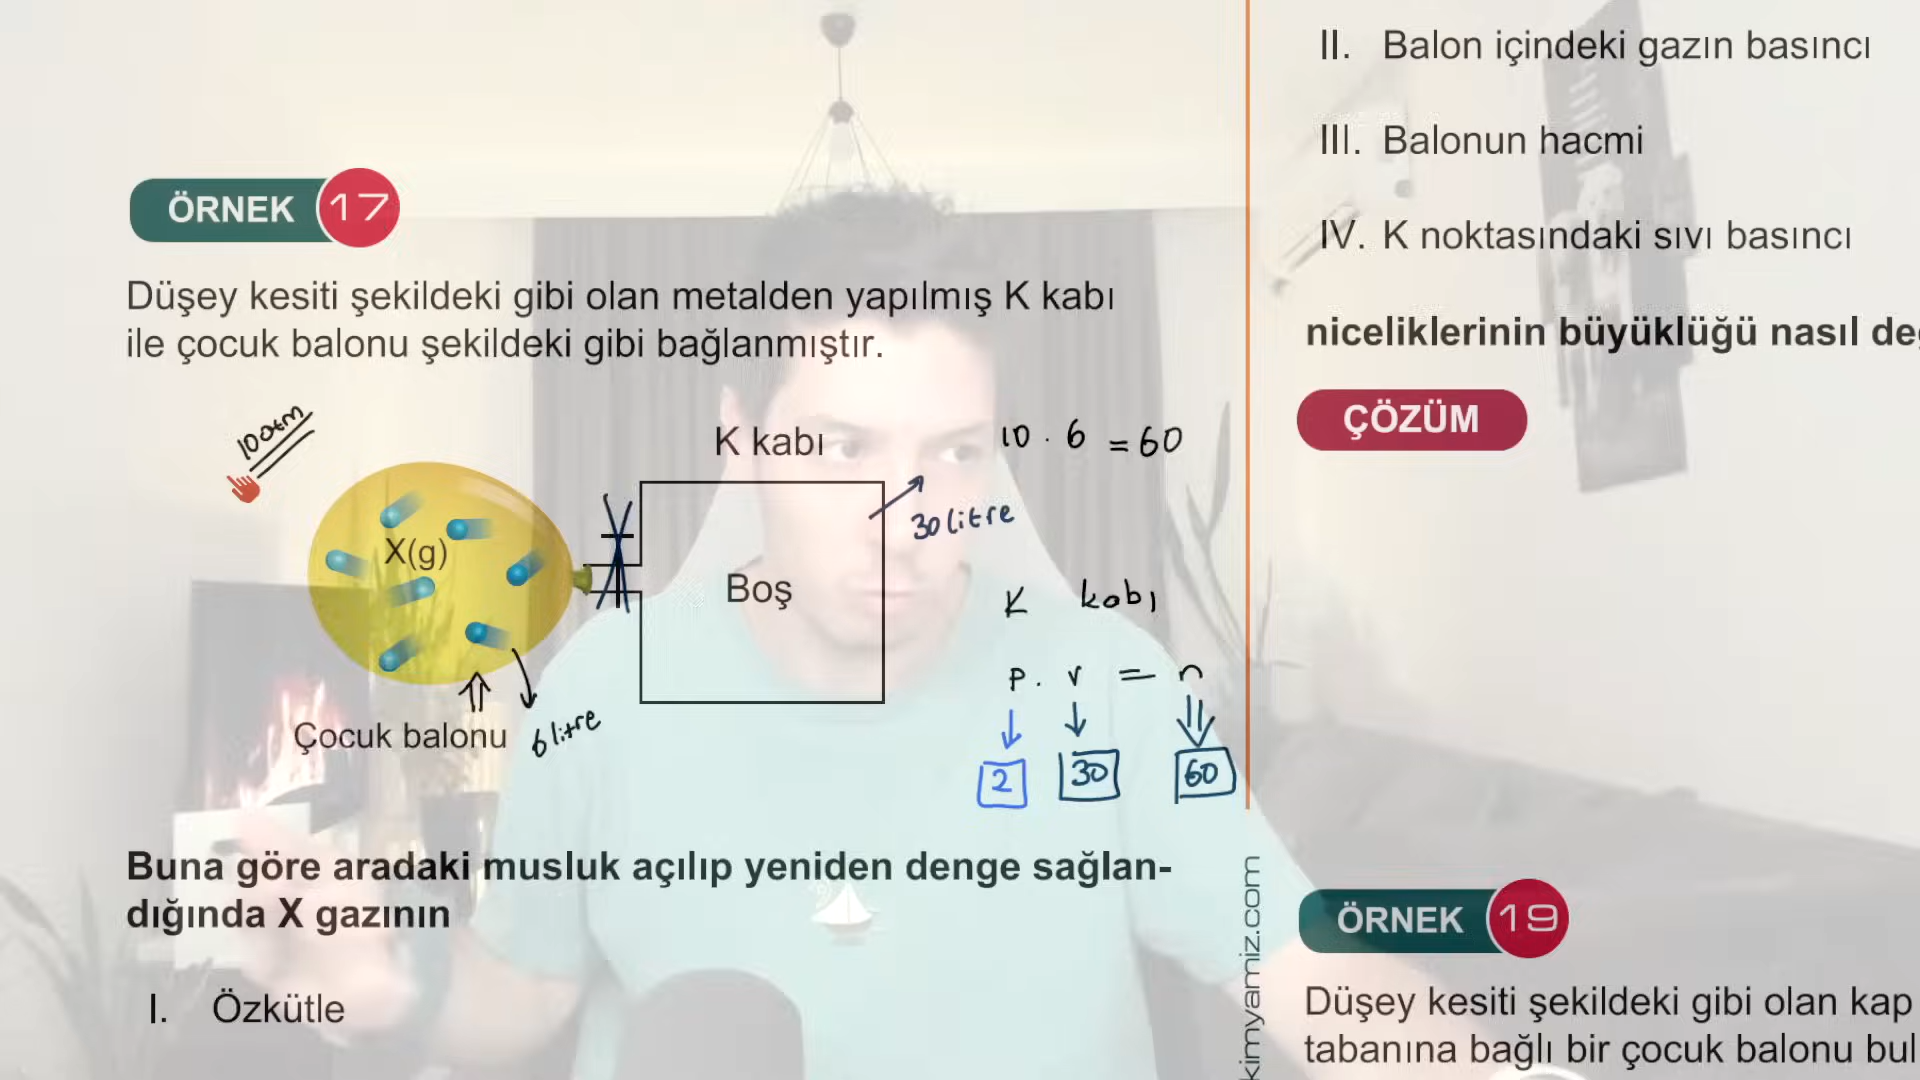 ÖRNEK 17
Düşey kesiti şekildeki gibi olan metalden yapılmış K kabı
ile çocuk balonu şekildeki gibi bağlanmıştır.
10 atm
K kabı
10 . 6 = 60
X(g)
30 litre
Boş
K kabı
P . V = n
Çocuk balonu
6 litre
2
30
60
Buna göre aradaki musluk açılıp yeniden denge sağlan-
dığında X gazının
I. Özkütle
kimyamiz.com
II. Balon içindeki gazın basıncı
III. Balonun hacmi
IV. K noktasındaki sıvı basıncı
niceliklerinin büyüklüğü nasıl de
ÇÖZÜM
ÖRNEK 19
Düşey kesiti şekildeki gibi olan kap
tabanına bağlı bir çocuk balonu bul